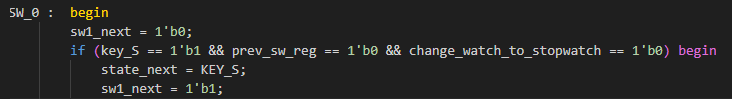 SW_0 : begin
sw1_next = 1'b0;
if (key_S == 1'b1 && prev_sw_reg == 1'b0 && change_watch_to_stopwatch == 1'b0) begin
state_next = KEY_S;
sw1_next = 1'b1;